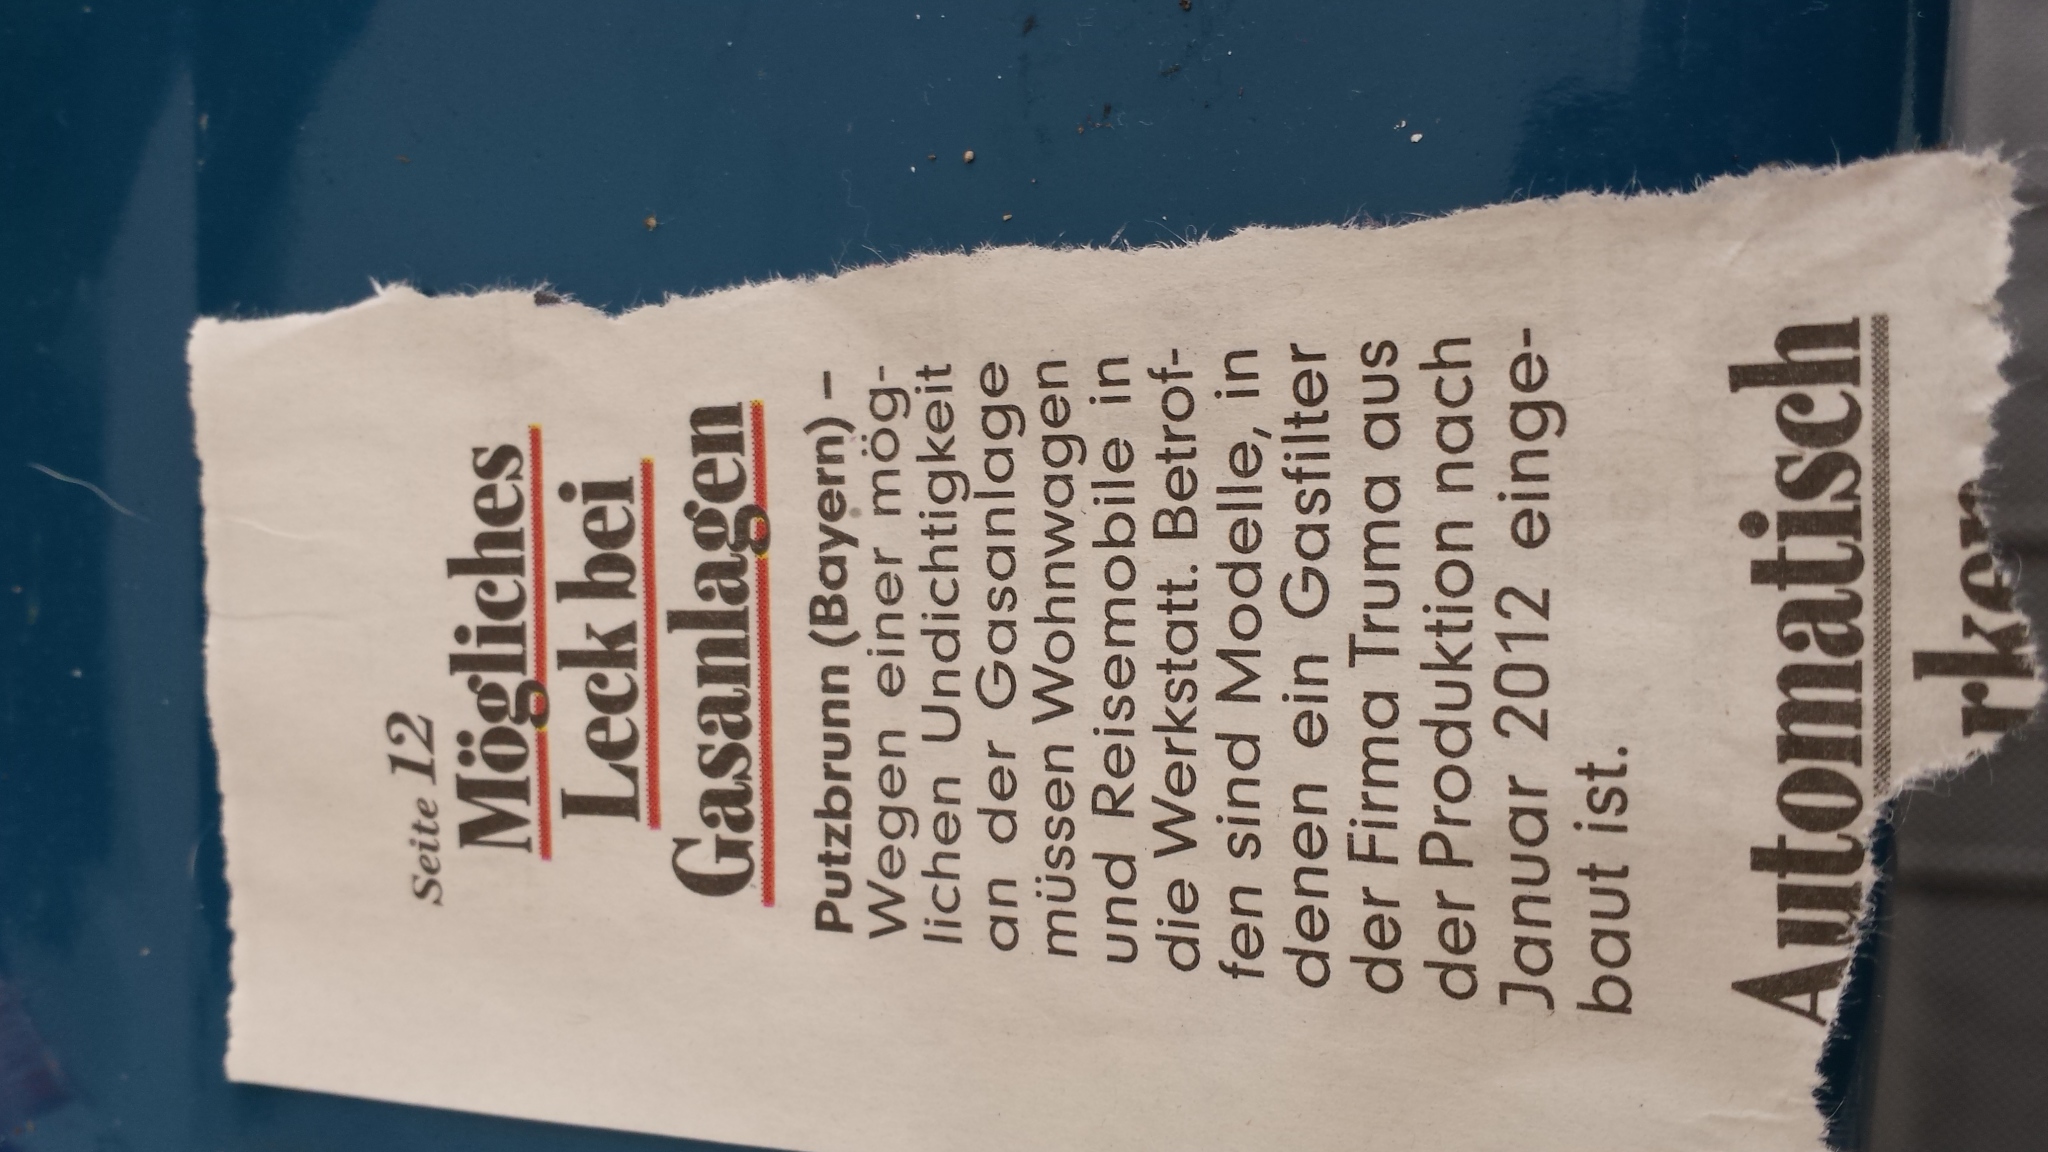 Seite 12
Mögliches
Leck bei
Gasanlagen
Putzbrunn (Bayern) –
Wegen einer mög-
lichen Undichtigkeit
an der Gasanlage
müssen Wohnwagen
und Reisemobile in
die Werkstatt. Betrof-
fen sind Modelle, in
denen ein Gasfilter
der Firma Truma aus
der Produktion nach
Januar 2012 einge-
baut ist.
Automatisch